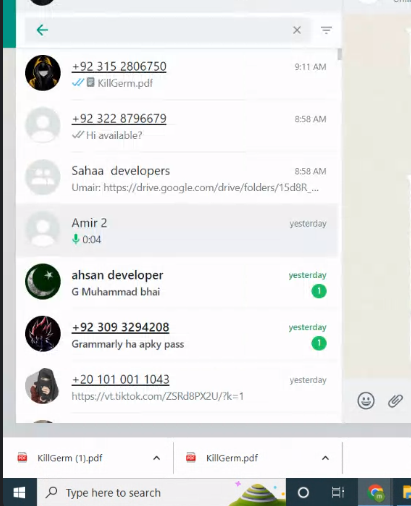 +92 315 2806750
9:11 AM
KillGerm.pdf
+92 322 8796679
8:58 AM
Hi available?
Sahaa developers
8:58 AM
Umair: https://drive.google.com/drive/folders/15d8R_...
Amir 2
yesterday
0:04
ahsan developer
yesterday
G Muhammad bhai
1
+92 309 3294208
yesterday
Grammarly ha apky pass
1
+20 101 001 1043
yesterday
https://vt.tiktok.com/ZSRd8PX2U/?k=1
KillGerm (1).pdf
KillGerm.pdf
Type here to search